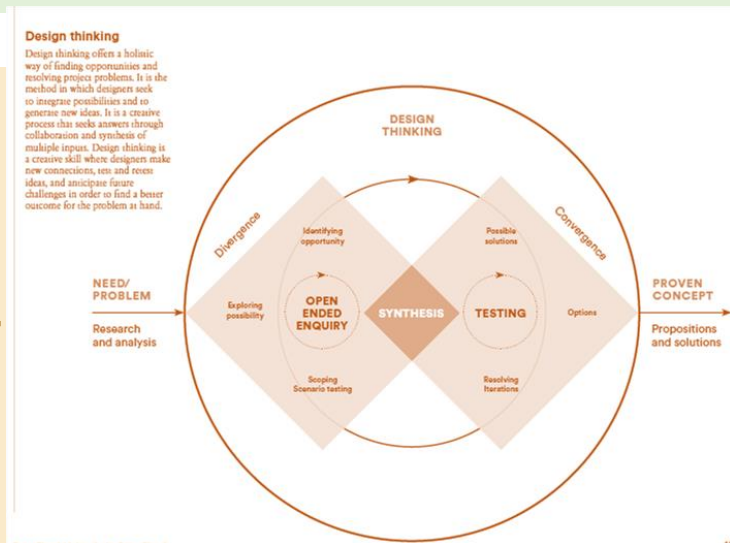 Design thinking
Design thinking offers a holistic
way of finding opportunities and
resolving project problems. It is the
method in which designers seek
to integrate possibilities and to
generate new ideas. It is a creative
process that seeks answers through
collaboration and synthesis of
multiple inputs. Design thinking is
a creative skill where designers make
new connections, test and retest
ideas, and anticipate future
challenges in order to find a better
outcome for the problem at hand.
DESIGN
THINKING
Divergence
Convergence
Identifying
opportunity
Possible
solutions
NEED/
PROBLEM
Research
and analysis
Exploring
possibility
OPEN
ENDED
ENQUIRY
SYNTHESIS
TESTING
Options
PROVEN
CONCEPT
Propositions
and solutions
Scoping
Scenario testing
Resolving
Iterations